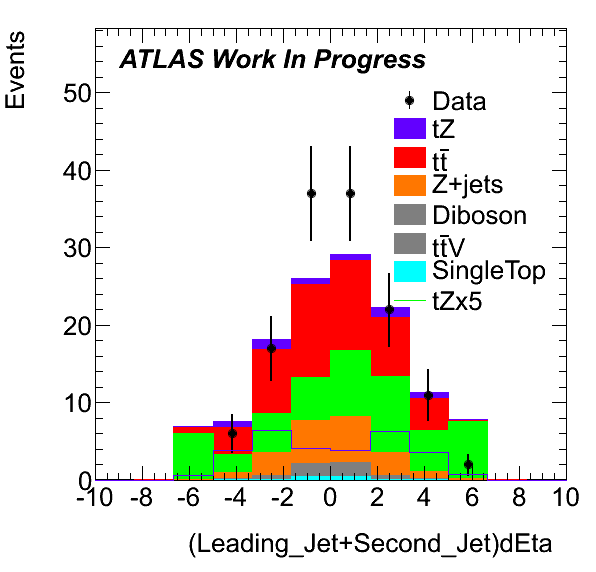 Events
ATLAS Work In Progress
Data
tZ
tt̄
Z+jets
Diboson
tt̄V
SingleTop
tZx5
50
40
30
20
10
0
-10 -8 -6 -4 -2 0 2 4 6 8 10
(Leading_Jet+Second_Jet)dEta